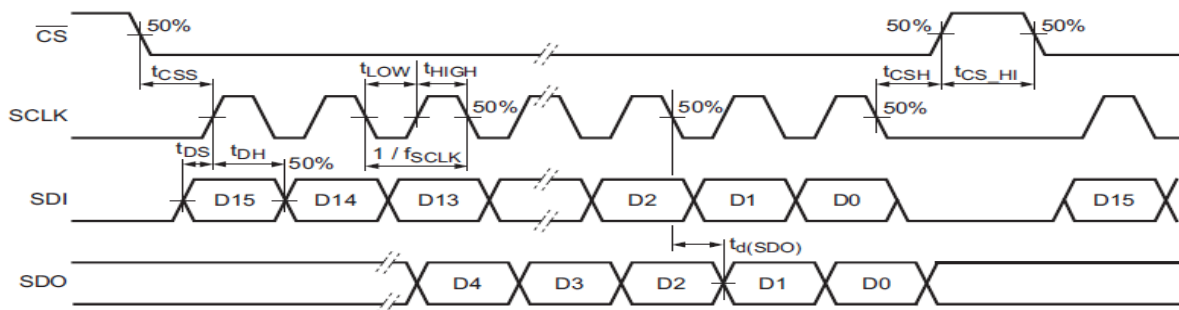 CS 50% 50% 50%
tCSS tLOW tHIGH tCSH tCS_HI
SCLK 50% 50% 50%
tDS tDH 50% 1 / fSCLK
SDI D15 D14 D13 D2 D1 D0 D15
td(SDO)
SDO D4 D3 D2 D1 D0